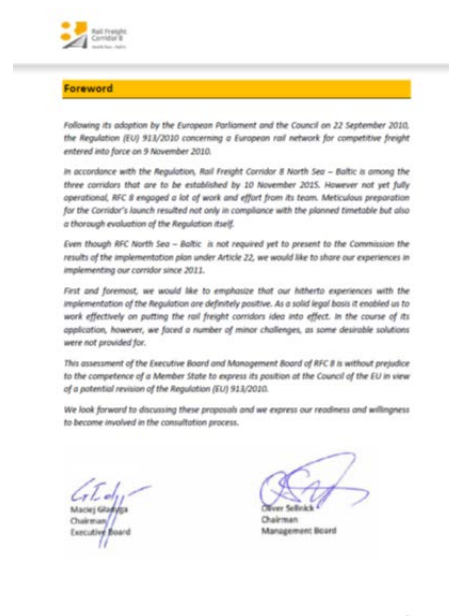 Rail Freight
Corridor 8
North Sea - Baltic
Foreword
Following its adoption by the European Parliament and the Council on 22 September 2010,
the Regulation (EU) 913/2010 concerning a European rail network for competitive freight
entered into force on 9 November 2010.
In accordance with the Regulation, Rail Freight Corridor 8 North Sea – Baltic is among the
three corridors that are to be established by 10 November 2015. However not yet fully
operational, RFC 8 engaged a lot of work and effort from its team. Meticulous preparation
for the Corridor's launch resulted not only in compliance with the planned timetable but also
a thorough evaluation of the Regulation itself.
Even though RFC North Sea – Baltic is not required yet to present to the Commission the
results of the implementation plan under Article 22, we would like to share our experiences in
implementing our corridor since 2011.
First and foremost, we would like to emphasize that our hitherto experiences with the
implementation of the Regulation are definitely positive. As a solid legal basis it enabled us to
work effectively on putting the rail freight corridors idea into effect. In the course of its
application, however, we faced a number of minor challenges, as some desirable solutions
were not provided for.
This assessment of the Executive Board and Management Board of RFC 8 is without prejudice
to the competence of a Member State to express its position at the Council of the EU in view
of a potential revision of the Regulation (EU) 913/2010.
We look forward to discussing these proposals and we express our readiness and willingness
to become involved in the consultation process.
Maciej
Chairman
Executive Board
Oliver Sellnick
Chairman
Management Board